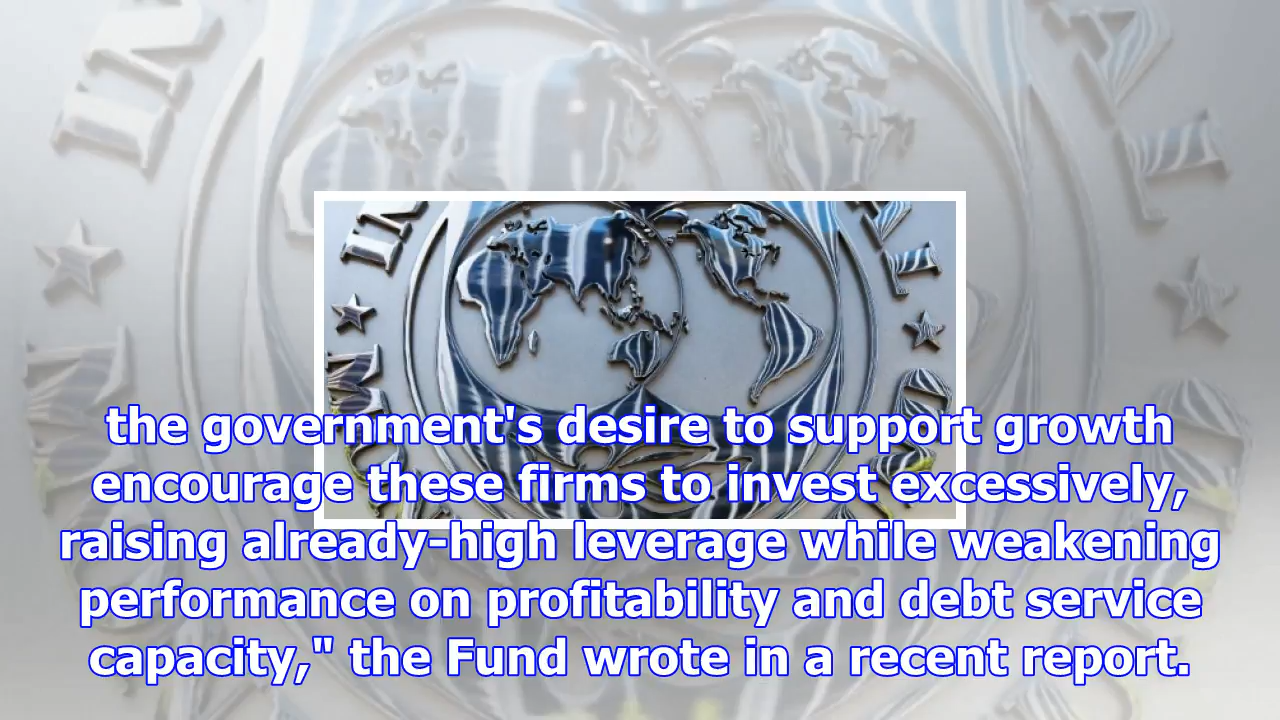 the government's desire to support growth
encourage these firms to invest excessively,
raising already-high leverage while weakening
performance on profitability and debt service
capacity," the Fund wrote in a recent report.